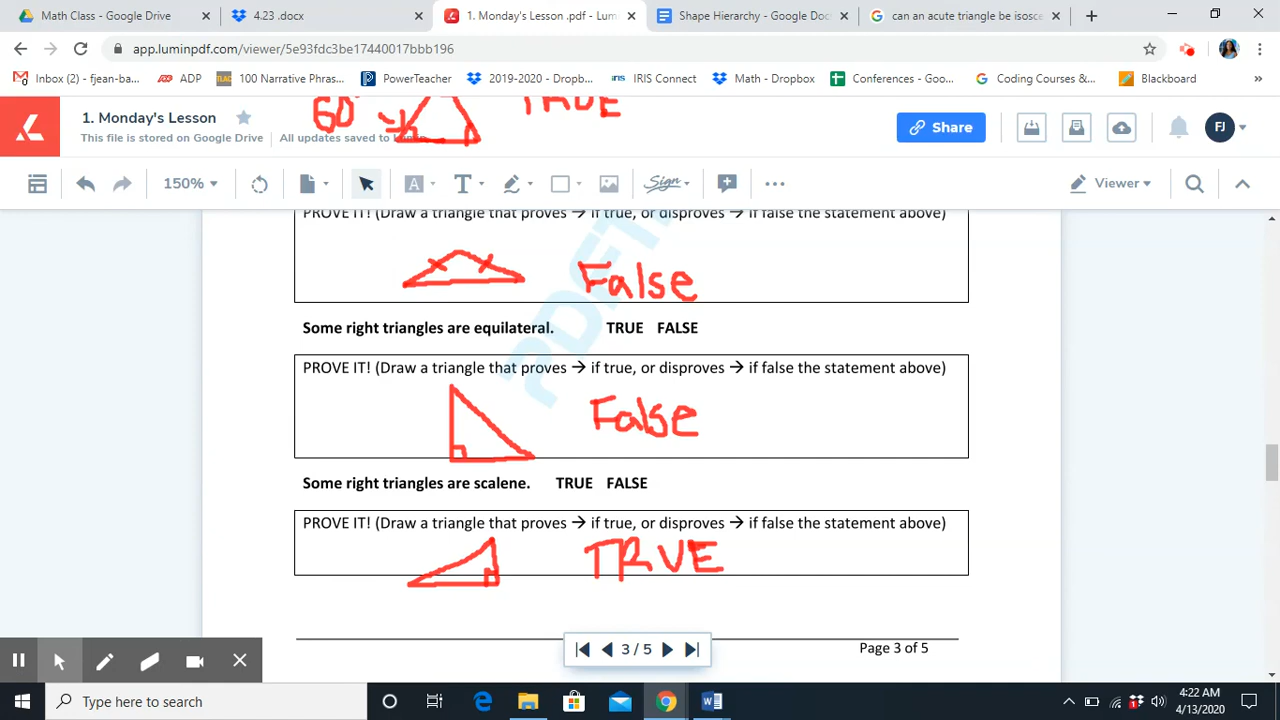 Math Class - Google Drive
4.23 .docx
1. Monday's Lesson .pdf - Lum
Shape Hierarchy - Google Doc
can an acute triangle be isosce
app.luminpdf.com/viewer/5e93fdc3be17440017bbb196
Inbox (2) - fjean-ba...
ADP
100 Narrative Phras...
PowerTeacher
2019-2020 - Dropb...
IRIS Connect
Math - Dropbox
Conferences - Goo...
Coding Courses &...
Blackboard
»
60°
TRUE
1. Monday's Lesson
This file is stored on Google Drive
All updates saved to
Share
FJ
150%
A
T
Sign
Viewer
PROVE IT! (Draw a triangle that proves → if true, or disproves → if false the statement above)
False
Some right triangles are equilateral. TRUE FALSE
PROVE IT! (Draw a triangle that proves → if true, or disproves → if false the statement above)
False
Some right triangles are scalene. TRUE FALSE
PROVE IT! (Draw a triangle that proves → if true, or disproves → if false the statement above)
TRUE
3 / 5
Page 3 of 5
Type here to search
4:22 AM
4/13/2020